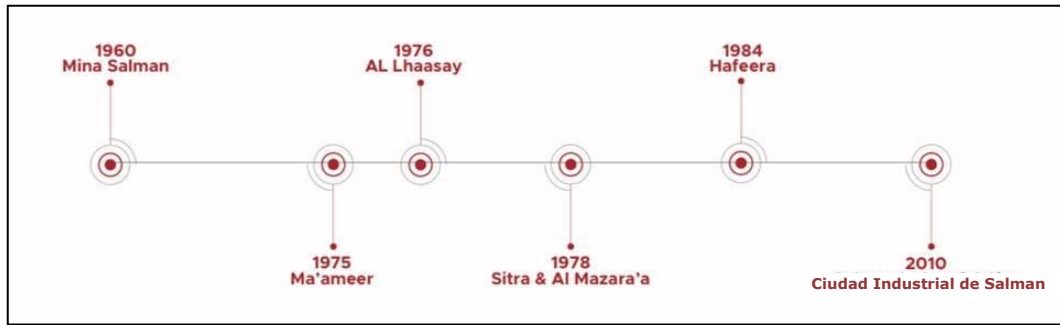 1960
Mina Salman
1976
AL Lhaasay
1984
Hafeera
1975
Ma'ameer
1978
Sitra & Al Mazara'a
2010
Ciudad Industrial de Salman